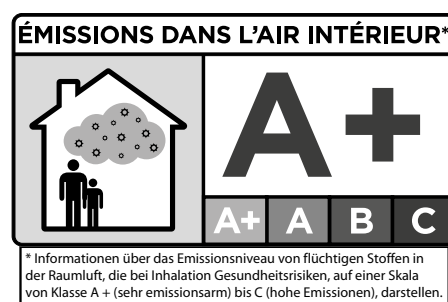 ÉMISSIONS DANS L'AIR INTÉRIEUR*
A+
A+ A B C
* Informationen über das Emissionsniveau von flüchtigen Stoffen in
der Raumluft, die bei Inhalation Gesundheitsrisiken, auf einer Skala
von Klasse A + (sehr emissionsarm) bis C (hohe Emissionen), darstellen.